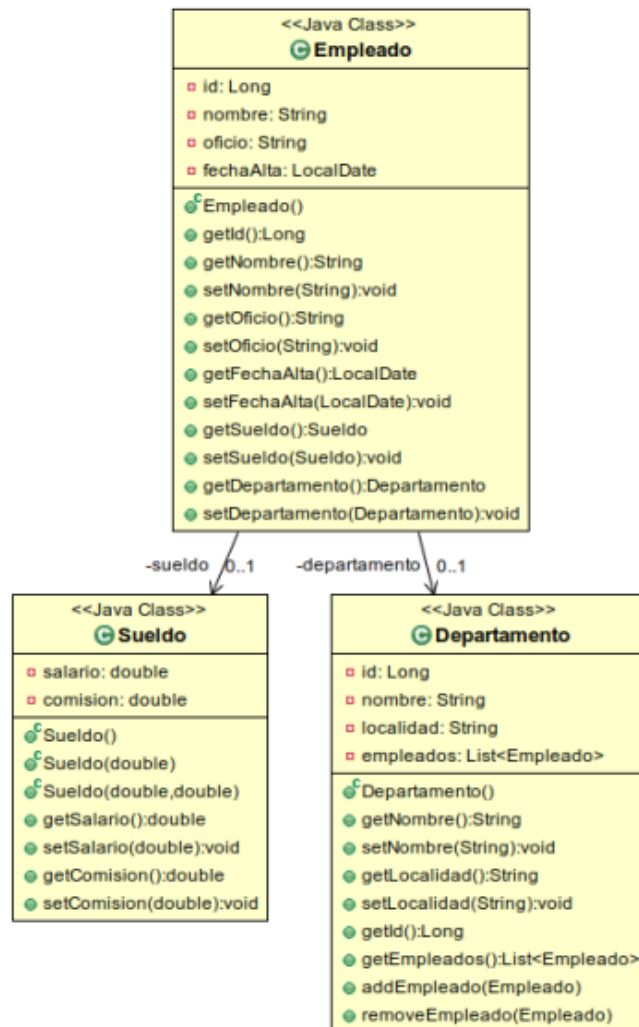 <<Java Class>>
Empleado
id: Long
nombre: String
oficio: String
fechaAlta: LocalDate
Empleado()
getId():Long
getNombre():String
setNombre(String):void
getOficio():String
setOficio(String):void
getFechaAlta():LocalDate
setFechaAlta(LocalDate):void
getSueldo():Sueldo
setSueldo(Sueldo):void
getDepartamento():Departamento
setDepartamento(Departamento):void
-sueldo 0..1
-departamento 0..1
<<Java Class>>
Sueldo
salario: double
comision: double
Sueldo()
Sueldo(double)
Sueldo(double,double)
getSalario():double
setSalario(double):void
getComision():double
setComision(double):void
<<Java Class>>
Departamento
id: Long
nombre: String
localidad: String
empleados: List<Empleado>
Departamento()
getNombre():String
setNombre(String):void
getLocalidad():String
setLocalidad(String):void
getId():Long
getEmpleados():List<Empleado>
addEmpleado(Empleado)
removeEmpleado(Empleado)